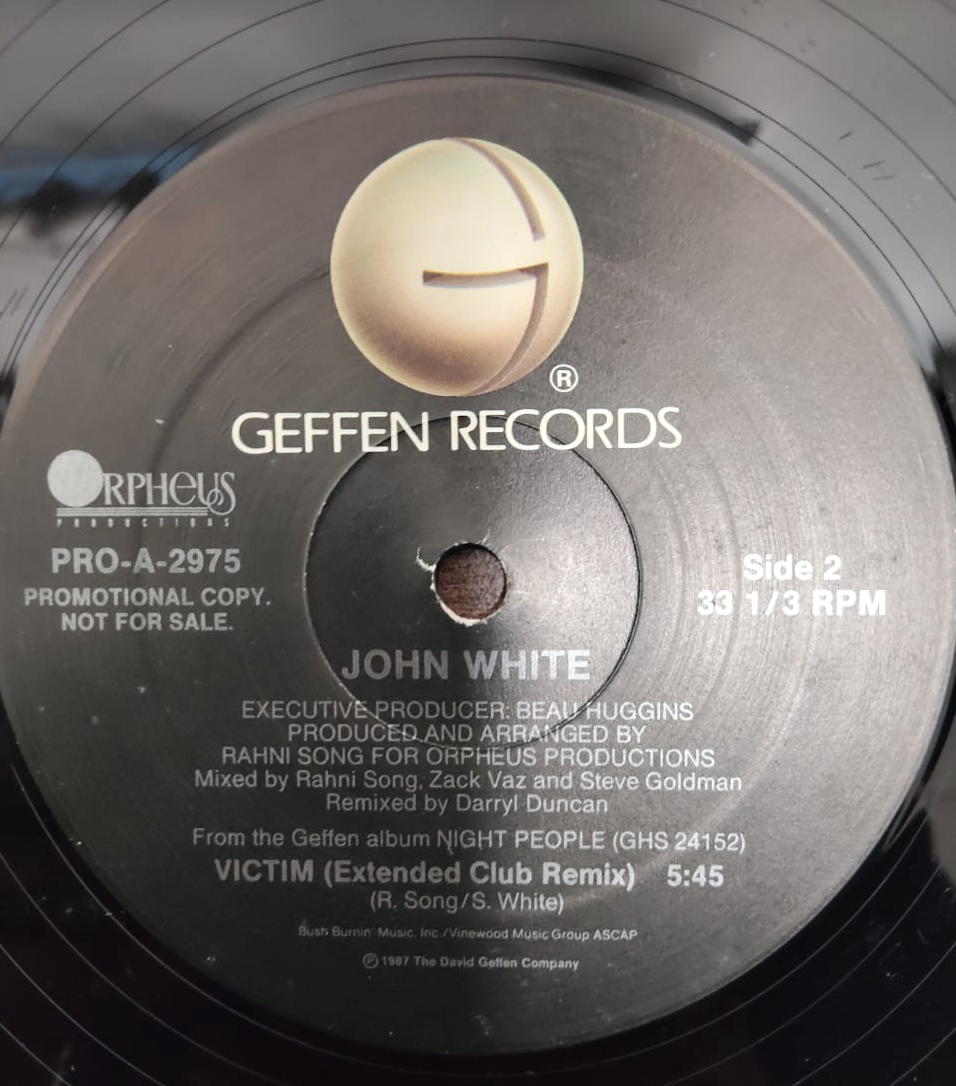 ®
GEFFEN RECORDS
ORPHEUS
PRODUCTIONS
PRO-A-2975
PROMOTIONAL COPY.
NOT FOR SALE.
Side 2
33 1/3 RPM
JOHN WHITE
EXECUTIVE PRODUCER: BEAU HUGGINS
PRODUCED AND ARRANGED BY
RAHNI SONG FOR ORPHEUS PRODUCTIONS
Mixed by Rahni Song, Zack Vaz and Steve Goldman
Remixed by Darryl Duncan
From the Geffen album NIGHT PEOPLE (GHS 24152)
VICTIM (Extended Club Remix) 5:45
(R. Song/S. White)
Bush Burnin' Music, Inc./Vinewood Music Group ASCAP
℗ 1987 The David Geffen Company